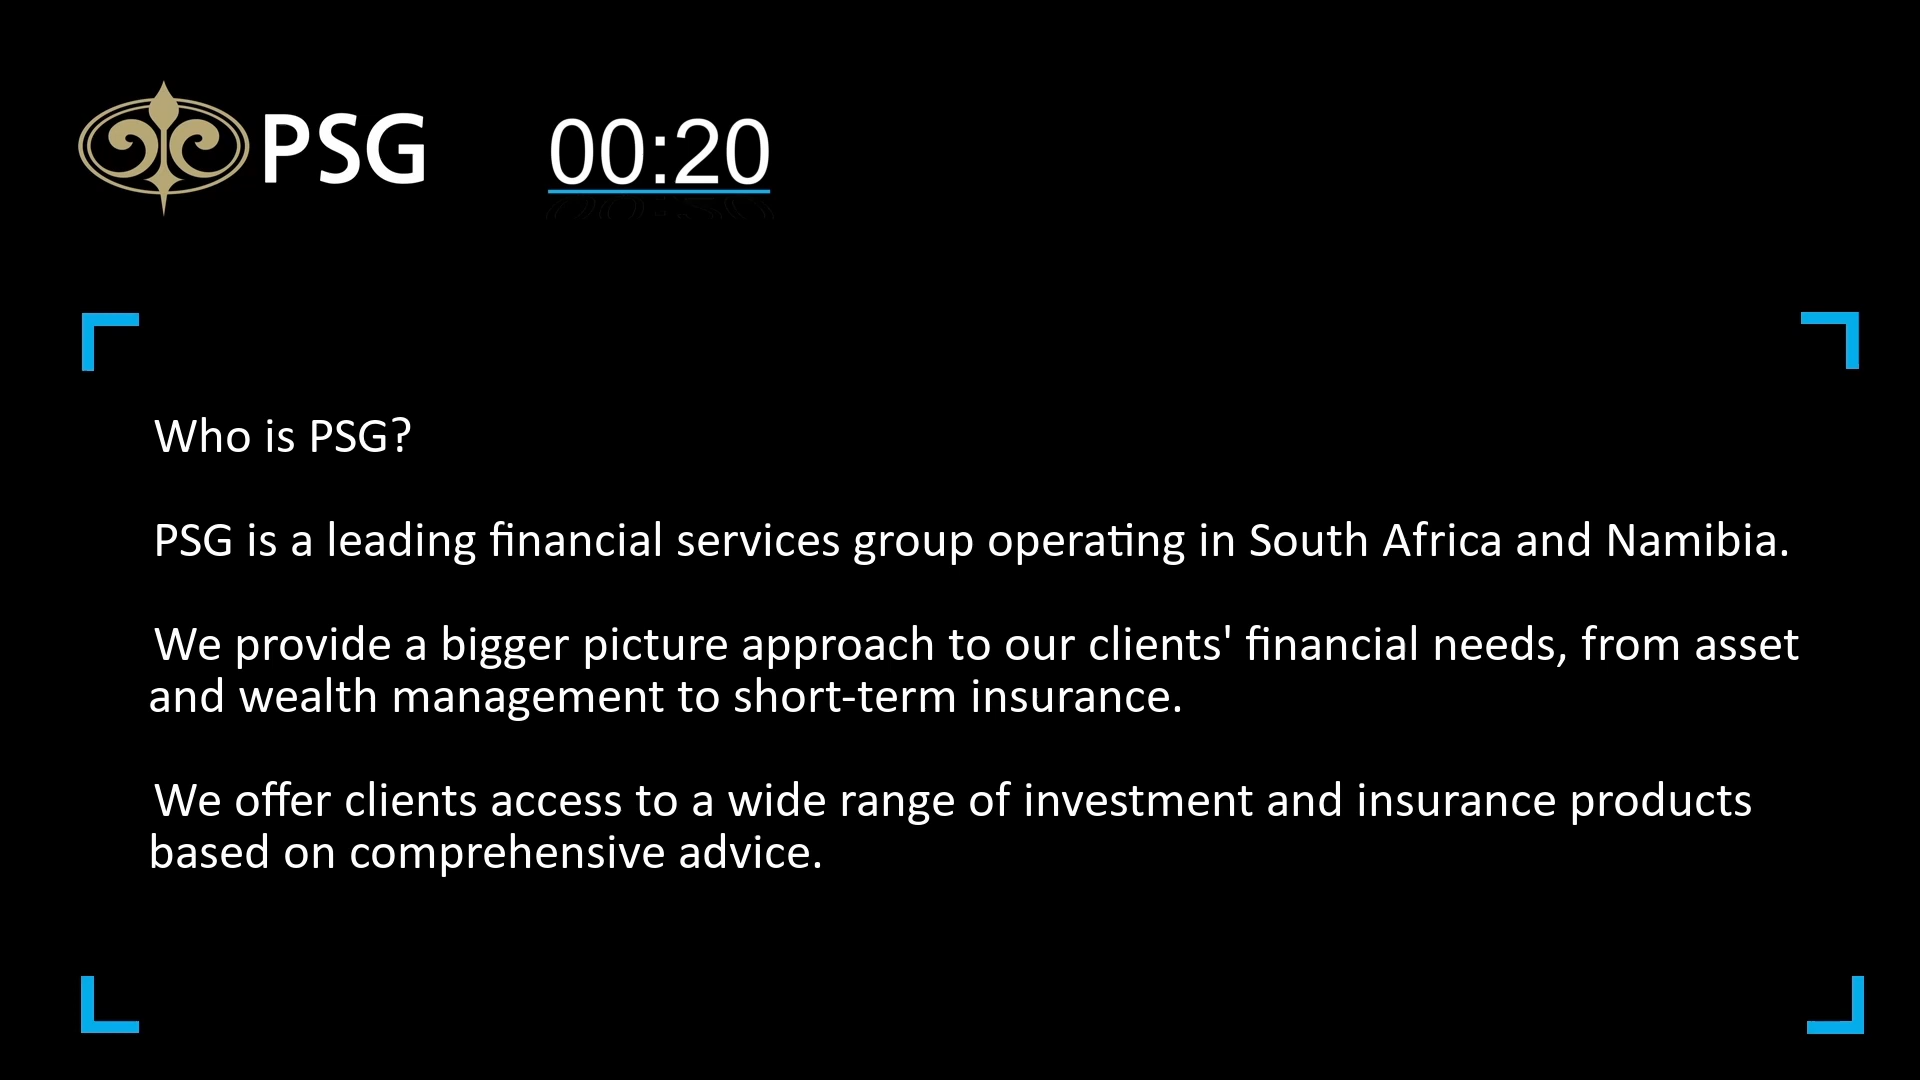 PSG
00:20
Who is PSG?
PSG is a leading financial services group operating in South Africa and Namibia.
We provide a bigger picture approach to our clients' financial needs, from asset
and wealth management to short-term insurance.
We offer clients access to a wide range of investment and insurance products
based on comprehensive advice.